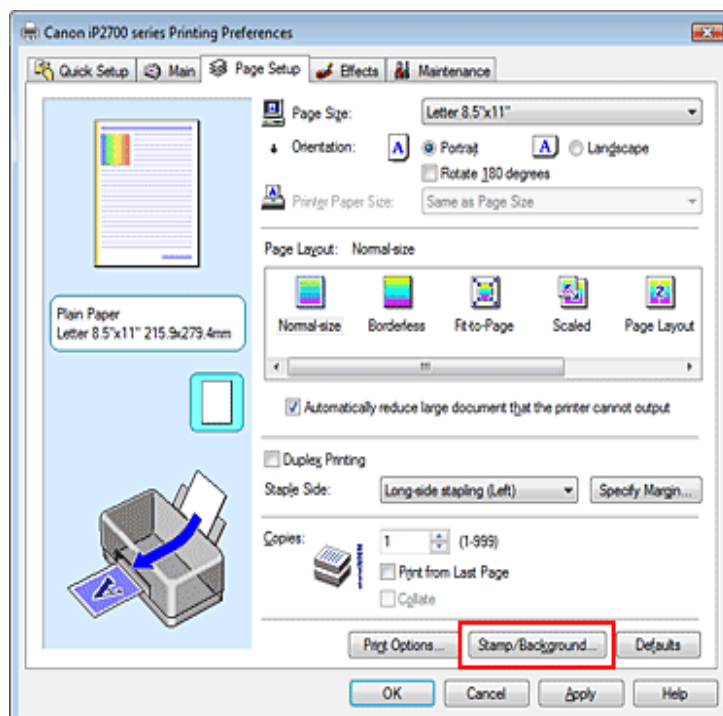 Canon iP2700 series Printing Preferences
Quick Setup Main Page Setup Effects Maintenance
Page Size: Letter 8.5"x11"
Orientation: A Portrait A Landscape
Rotate 180 degrees
Printer Paper Size: Same as Page Size
Page Layout: Normal-size
Normal-size Borderless Fit-to-Page Scaled Page Layout
Plain Paper
Letter 8.5"x11" 215.9x279.4mm
Automatically reduce large document that the printer cannot output
Duplex Printing
Staple Side: Long-side stapling (Left) Specify Margin...
Copies: 1 (1-999)
Print from Last Page
Collate
Print Options... Stamp/Background... Defaults
OK Cancel Apply Help